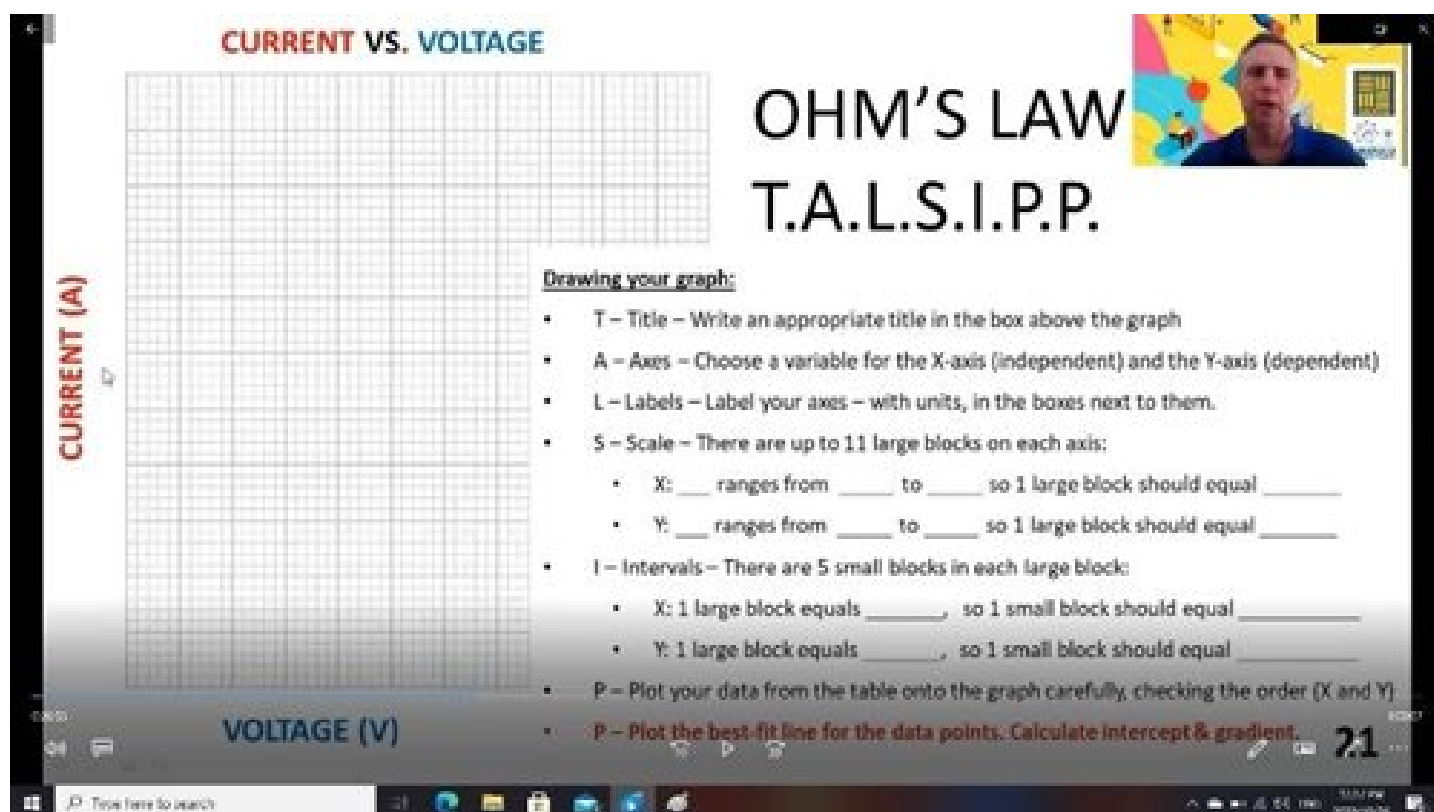 CURRENT VS. VOLTAGE
OHM'S LAW
T.A.L.S.I.P.P.
CURRENT (A)
Drawing your graph:
• T – Title – Write an appropriate title in the box above the graph
• A – Axes – Choose a variable for the X-axis (independent) and the Y-axis (dependent)
• L – Labels – Label your axes – with units, in the boxes next to them.
• S – Scale – There are up to 11 large blocks on each axis:
• X: ___ ranges from _____ to _____ so 1 large block should equal _______
• Y: ___ ranges from _____ to _____ so 1 large block should equal _______
• I – Intervals – There are 5 small blocks in each large block:
• X: 1 large block equals _______, so 1 small block should equal ___________
• Y: 1 large block equals _______, so 1 small block should equal ___________
• P – Plot your data from the table onto the graph carefully, checking the order (X and Y)
• P – Plot the best-fit line for the data points. Calculate intercept & gradient.
VOLTAGE (V)
21
Type here to search